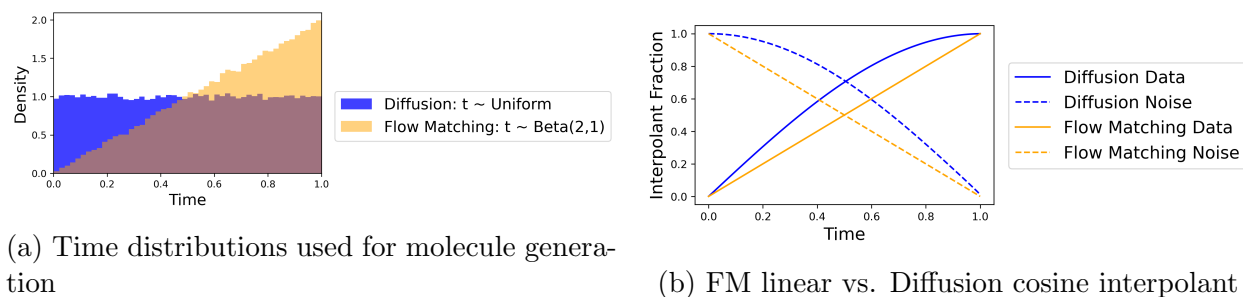 2.0
1.5
1.0
0.5
0.0
Density
0.0 0.2 0.4 0.6 0.8 1.0
Time
Diffusion: t ~ Uniform
Flow Matching: t ~ Beta(2,1)
(a) Time distributions used for molecule genera-
tion
1.0
0.8
0.6
0.4
0.2
0.0
Interpolant Fraction
0.0 0.2 0.4 0.6 0.8 1.0
Time
Diffusion Data
Diffusion Noise
Flow Matching Data
Flow Matching Noise
(b) FM linear vs. Diffusion cosine interpolant